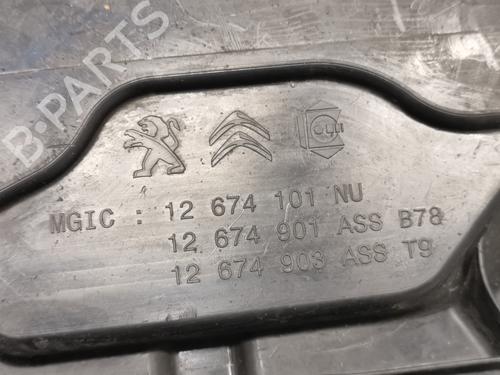 B-PARTS
MGIC : 12 674 101 NU
12 674 901 ASS B78
12 674 903 ASS T9